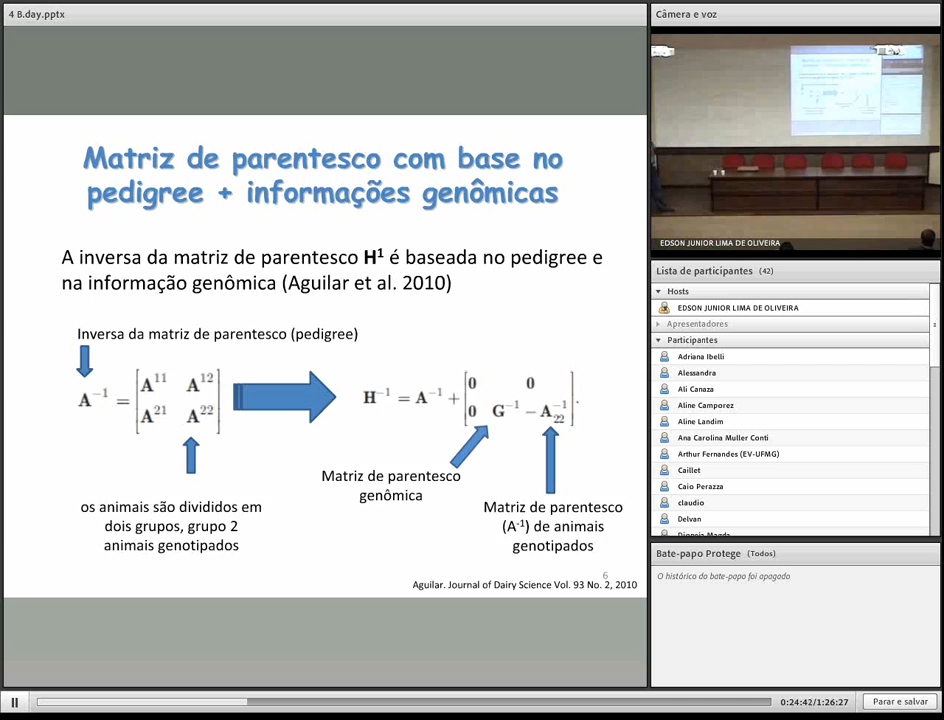 4 B.day.pptx
Matriz de parentesco com base no
pedigree + informações genômicas
A inversa da matriz de parentesco H¹ é baseada no pedigree e
na informação genômica (Aguilar et al. 2010)
Inversa da matriz de parentesco (pedigree)
A⁻¹ = [A¹¹ A¹²
A²¹ A²²]
H⁻¹ = A⁻¹ + [0 0
0 G⁻¹ − A₂₂⁻¹].
os animais são divididos em
dois grupos, grupo 2
animais genotipados
Matriz de parentesco
genômica
Matriz de parentesco
(A⁻¹) de animais
genotipados
6
Aguilar. Journal of Dairy Science Vol. 93 No. 2, 2010
Câmera e voz
EDSON JUNIOR LIMA DE OLIVEIRA
Lista de participantes (42)
Hosts
EDSON JUNIOR LIMA DE OLIVEIRA
Apresentadores
Participantes
Adriana Ibelli
Alessandra
Ali Canaza
Aline Camporez
Aline Landim
Ana Carolina Muller Conti
Arthur Fernandes (EV-UFMG)
Caillet
Caio Perazza
claudio
Delvan
Bate-papo Protege (Todos)
O histórico do bate-papo foi apagado
0:24:42/1:26:27
Parar e salvar